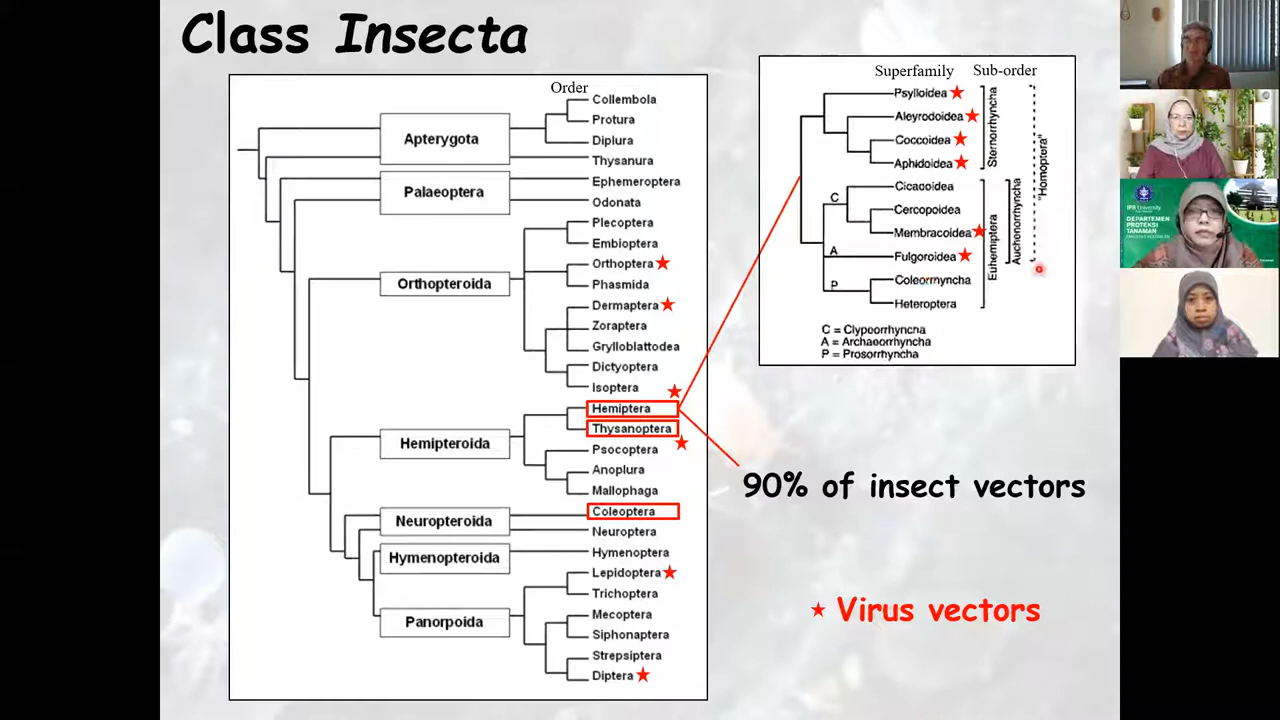 Class Insecta
Order
Collembola
Protura
Diplura
Thysanura
Ephemeroptera
Odonata
Plecoptera
Embioptera
Orthoptera
Phasmida
Dermaptera
Zoraptera
Grylloblattodea
Dictyoptera
Isoptera
Hemiptera
Thysanoptera
Psocoptera
Anoplura
Mallophaga
Coleoptera
Neuroptera
Hymenoptera
Lepidoptera
Trichoptera
Mecoptera
Siphonaptera
Strepsiptera
Diptera
Apterygota
Palaeoptera
Orthopteroida
Hemipteroida
Neuropteroida
Hymenopteroida
Panorpoida
Superfamily Sub-order
Psylloidea
Aleyrodoidea
Coccoidea
Aphidoidea
Cicadoidea
Cercopoidea
Membracoidea
Fulgoroidea
Coleorrhyncha
Heteroptera
C
A
P
Sternorrhyncha
Euhemiptera
Auchenorrhyncha
"Homoptera"
C = Clypeorrhyncha
A = Archaeorrhyncha
P = Prosorrhyncha
90% of insect vectors
Virus vectors
IPB University
DEPARTEMEN
PROTEKSI
TANAMAN